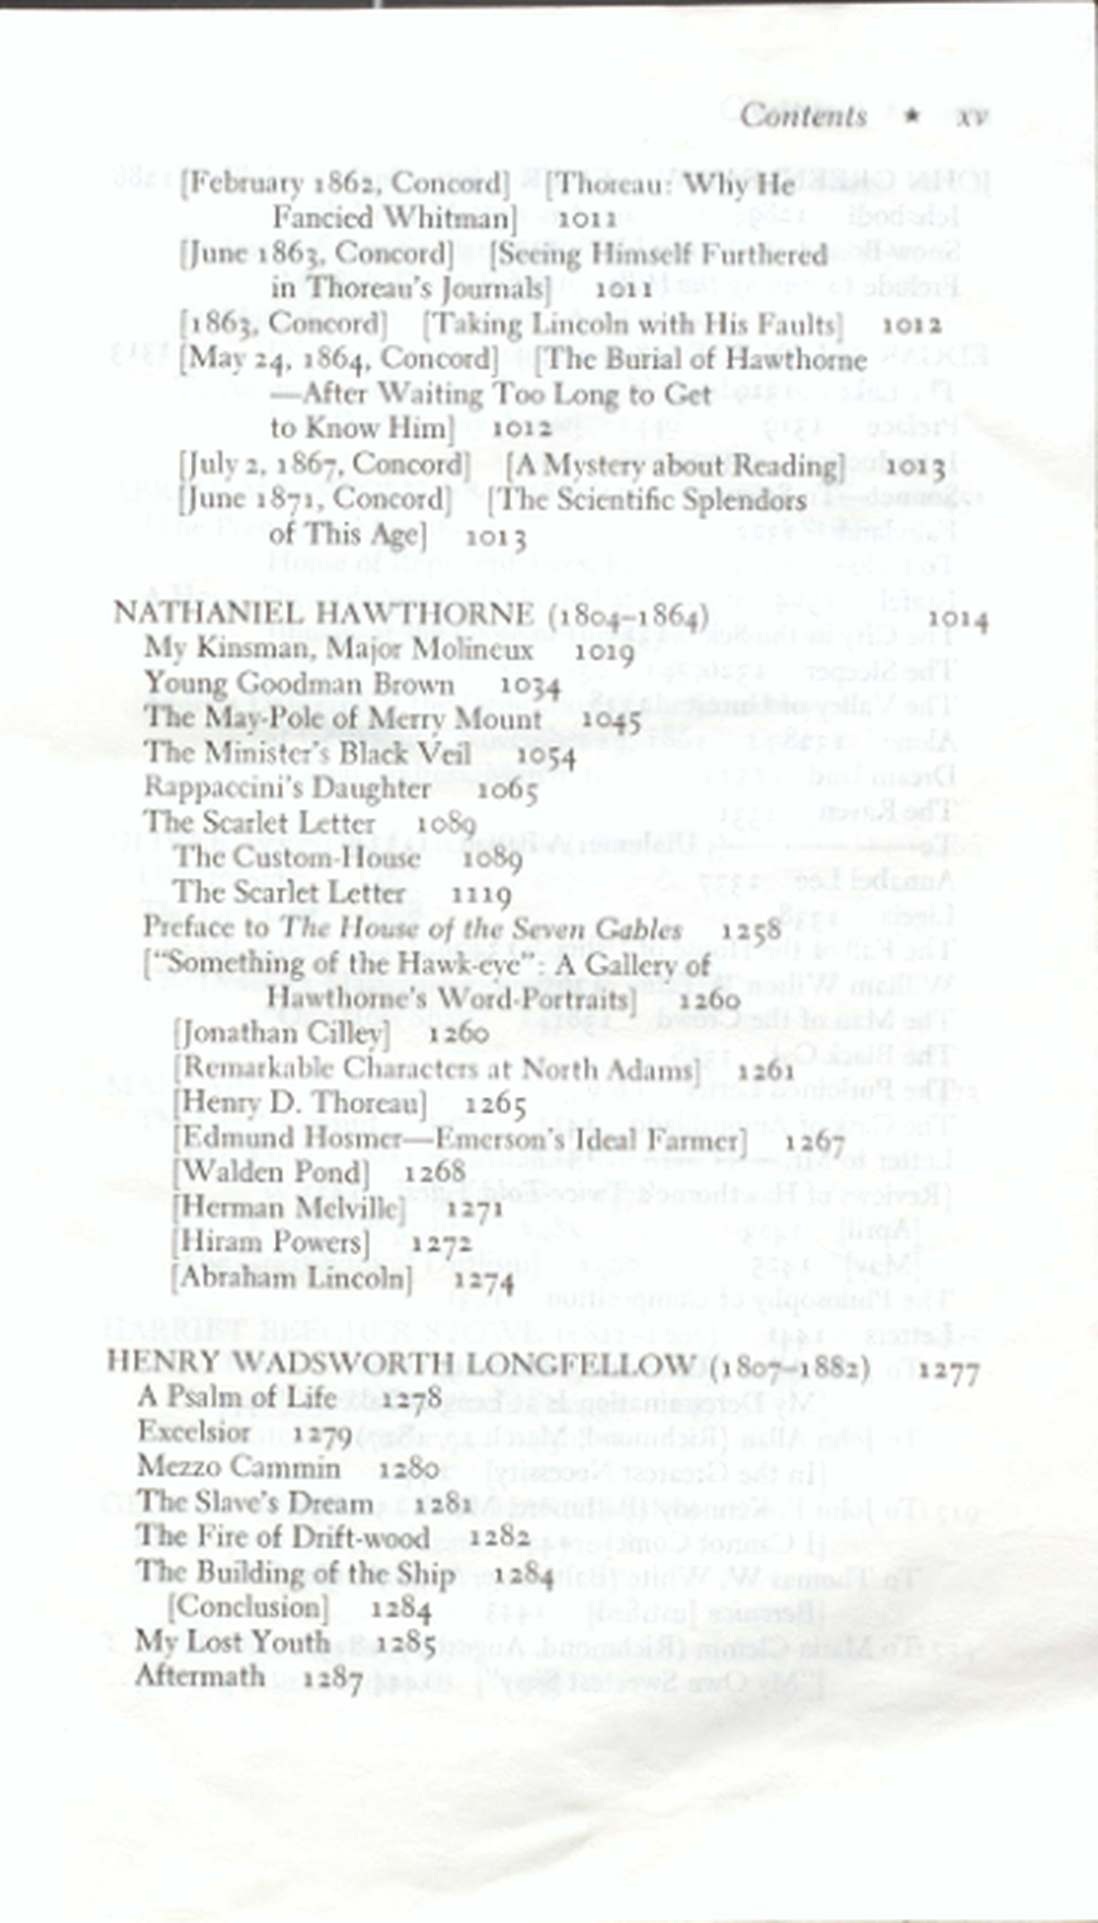 Contents ★ xv
[February 1862, Concord] [Thoreau: Why He
Fancied Whitman] 1011
[June 1863, Concord] [Seeing Himself Furthered
in Thoreau's Journals] 1011
[1863, Concord] [Taking Lincoln with His Faults] 1012
[May 24, 1864, Concord] [The Burial of Hawthorne
—After Waiting Too Long to Get
to Know Him] 1012
[July 2, 1867, Concord] [A Mystery about Reading] 1013
[June 1871, Concord] [The Scientific Splendors
of This Age] 1013
NATHANIEL HAWTHORNE (1804–1864) 1014
My Kinsman, Major Molineux 1019
Young Goodman Brown 1034
The May-Pole of Merry Mount 1045
The Minister's Black Veil 1054
Rappaccini's Daughter 1065
The Scarlet Letter 1089
The Custom-House 1089
The Scarlet Letter 1119
Preface to The House of the Seven Gables 1258
["Something of the Hawk-eye": A Gallery of
Hawthorne's Word-Portraits] 1260
[Jonathan Cilley] 1260
[Remarkable Characters at North Adams] 1261
[Henry D. Thoreau] 1265
[Edmund Hosmer—Emerson's Ideal Farmer] 1267
[Walden Pond] 1268
[Herman Melville] 1271
[Hiram Powers] 1272
[Abraham Lincoln] 1274
HENRY WADSWORTH LONGFELLOW (1807–1882) 1277
A Psalm of Life 1278
Excelsior 1279
Mezzo Cammin 1280
The Slave's Dream 1281
The Fire of Drift-wood 1282
The Building of the Ship 1284
[Conclusion] 1284
My Lost Youth 1285
Aftermath 1287